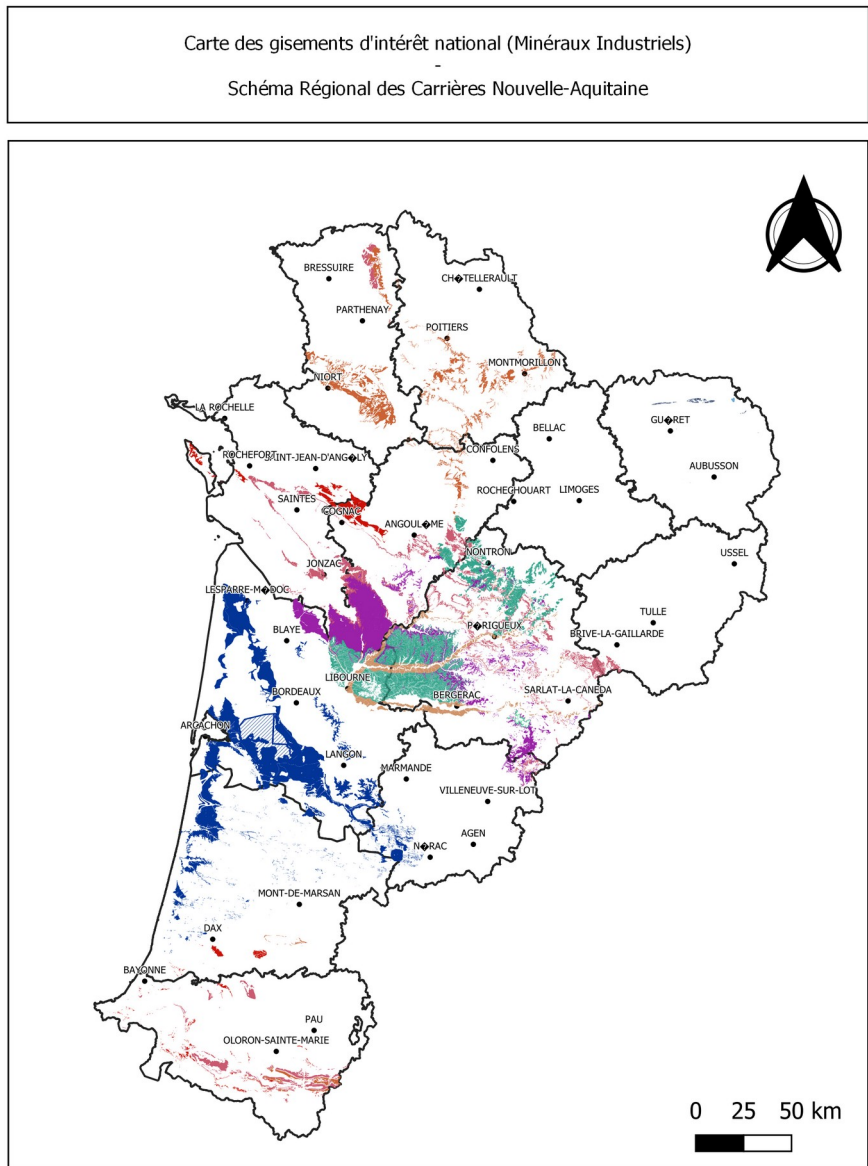 Carte des gisements d'intérêt national (Minéraux Industriels)
-
Schéma Régional des Carrières Nouvelle-Aquitaine
BRESSUIRE
CH�TELLERAULT
PARTHENAY
POITIERS
MONTMORILLON
NIORT
LA ROCHELLE
GU�RET
BELLAC
ROCHEFORT
SAINT-JEAN-D'ANG�LY
CONFOLENS
AUBUSSON
SAINTES
ROCHECHOUART
LIMOGES
COGNAC
ANGOUL�ME
JONZAC
NONTRON
USSEL
LESPARRE-M�DOC
TULLE
P�RIGUEUX
BLAYE
BRIVE-LA-GAILLARDE
LIBOURNE
BORDEAUX
BERGERAC
SARLAT-LA-CANEDA
ARCACHON
LANGON
MARMANDE
VILLENEUVE-SUR-LOT
N�RAC
AGEN
MONT-DE-MARSAN
DAX
BAYONNE
PAU
OLORON-SAINTE-MARIE
0 25 50 km